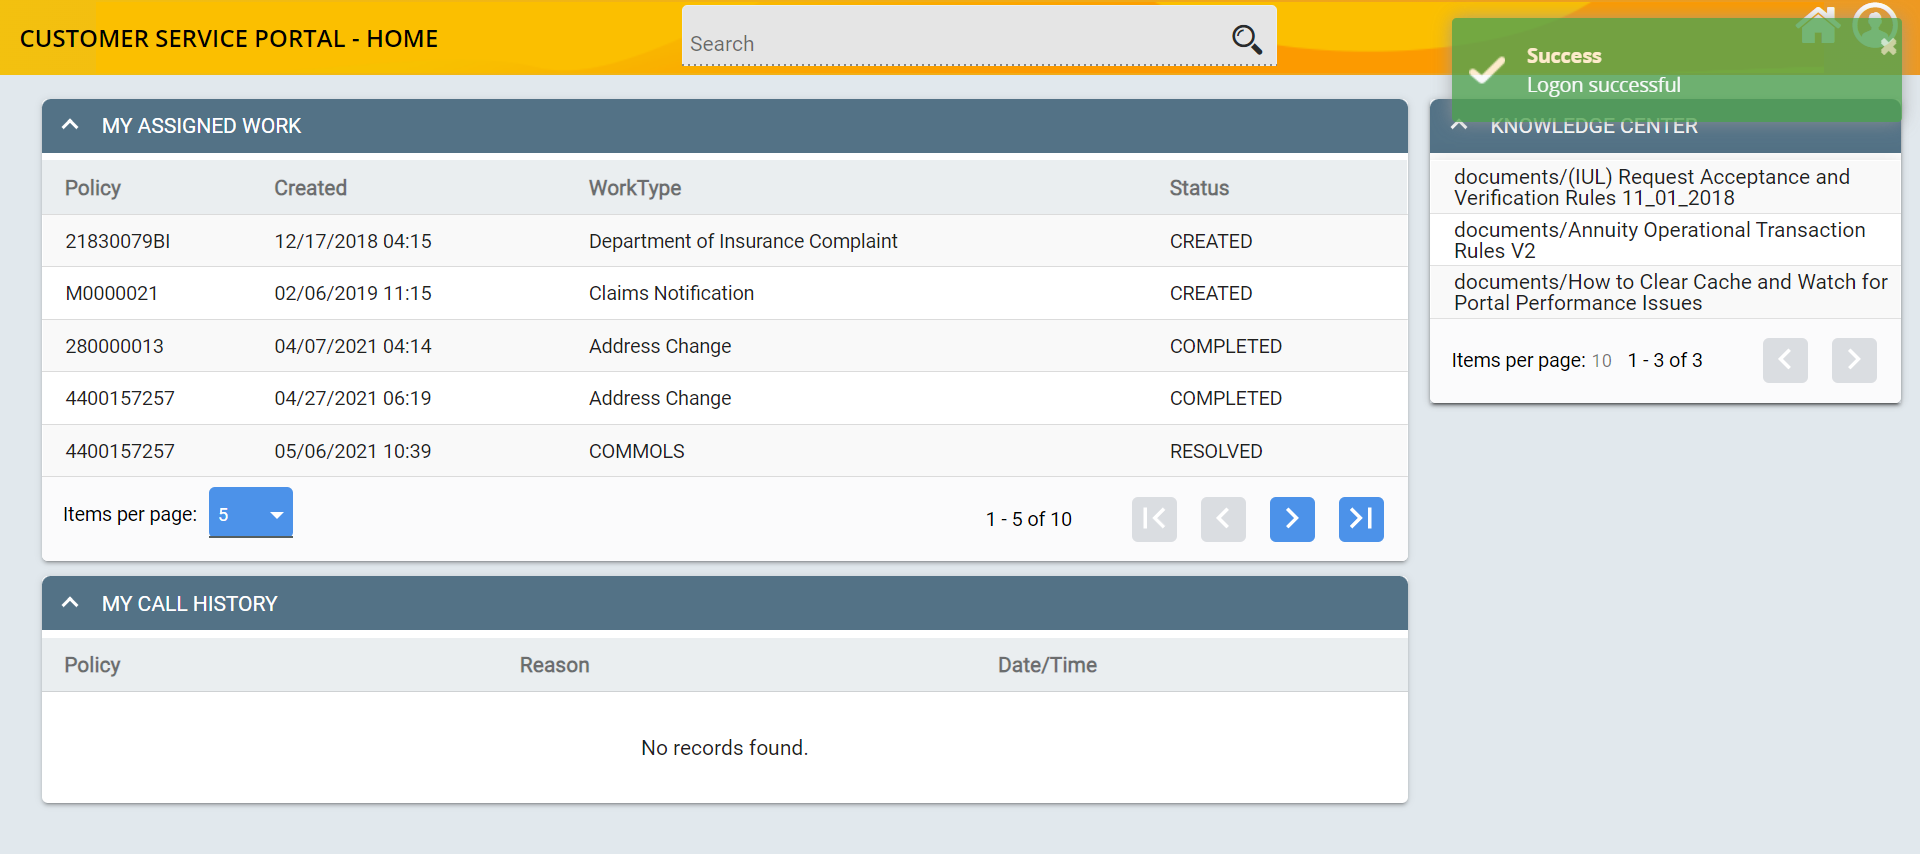 CUSTOMER SERVICE PORTAL - HOME
Search
Success
Logon successful
MY ASSIGNED WORK
Policy Created WorkType Status
21830079BI 12/17/2018 04:15 Department of Insurance Complaint CREATED
M0000021 02/06/2019 11:15 Claims Notification CREATED
280000013 04/07/2021 04:14 Address Change COMPLETED
4400157257 04/27/2021 06:19 Address Change COMPLETED
4400157257 05/06/2021 10:39 COMMOLS RESOLVED
Items per page: 5 1 - 5 of 10
MY CALL HISTORY
Policy Reason Date/Time
No records found.
KNOWLEDGE CENTER
documents/(IUL) Request Acceptance and
Verification Rules 11_01_2018
documents/Annuity Operational Transaction
Rules V2
documents/How to Clear Cache and Watch for
Portal Performance Issues
Items per page: 10 1 - 3 of 3